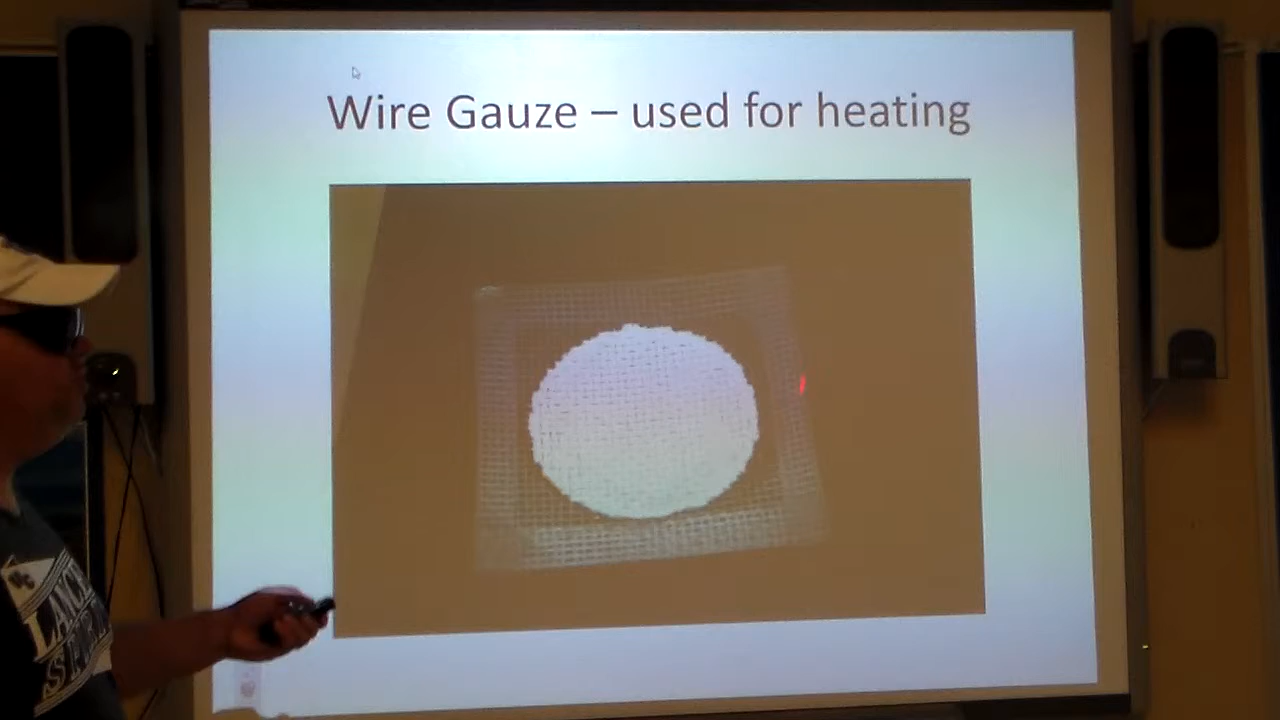 Wire Gauze – used for heating